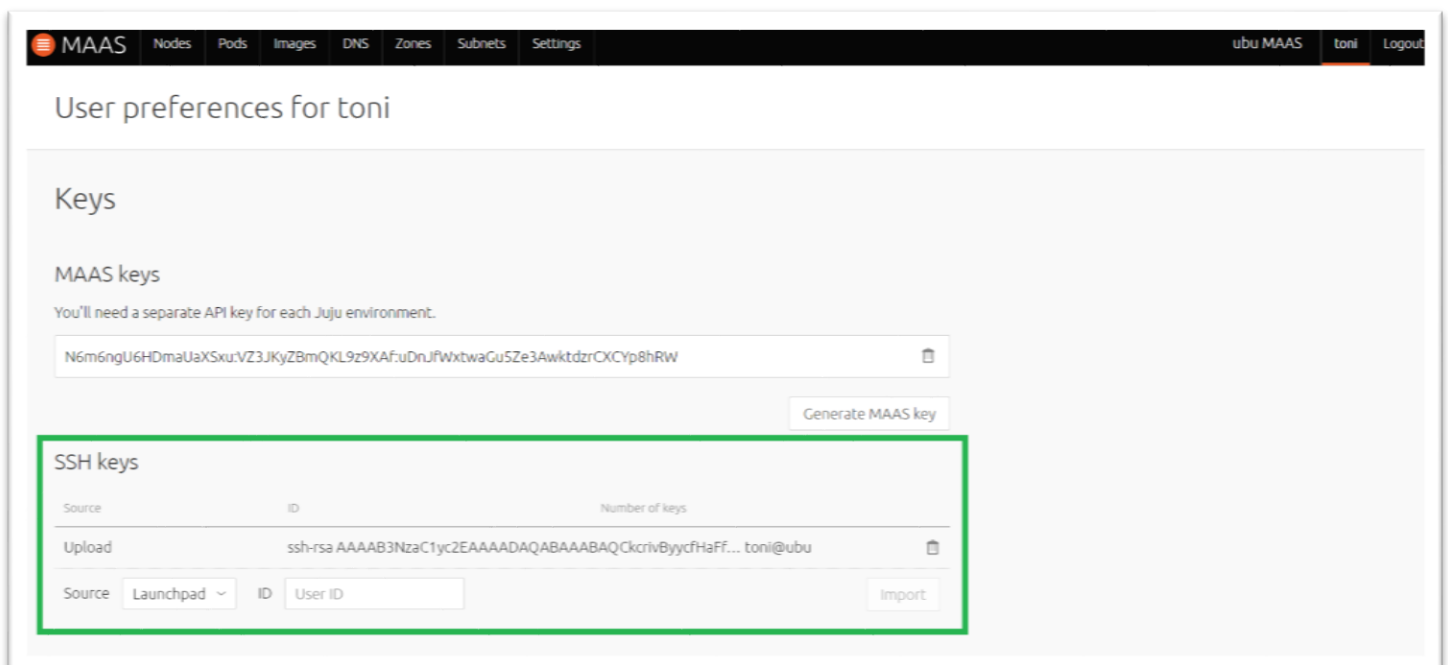 MAAS Nodes Pods Images DNS Zones Subnets Settings ubu MAAS toni Logout
User preferences for toni
Keys
MAAS keys
You'll need a separate API key for each Juju environment.
N6m6ngU6HDmaUaXSxu:VZ3JKyZBmQKL9z9XAf:uDnJfWxtwaGu5Ze3AwktdzrCXCYp8hRW
Generate MAAS key
SSH keys
Source ID Number of keys
Upload ssh-rsa AAAAB3NzaC1yc2EAAAADAQABAAABAQCkcrivByycfHaFf... toni@ubu
Source Launchpad ID User ID Import